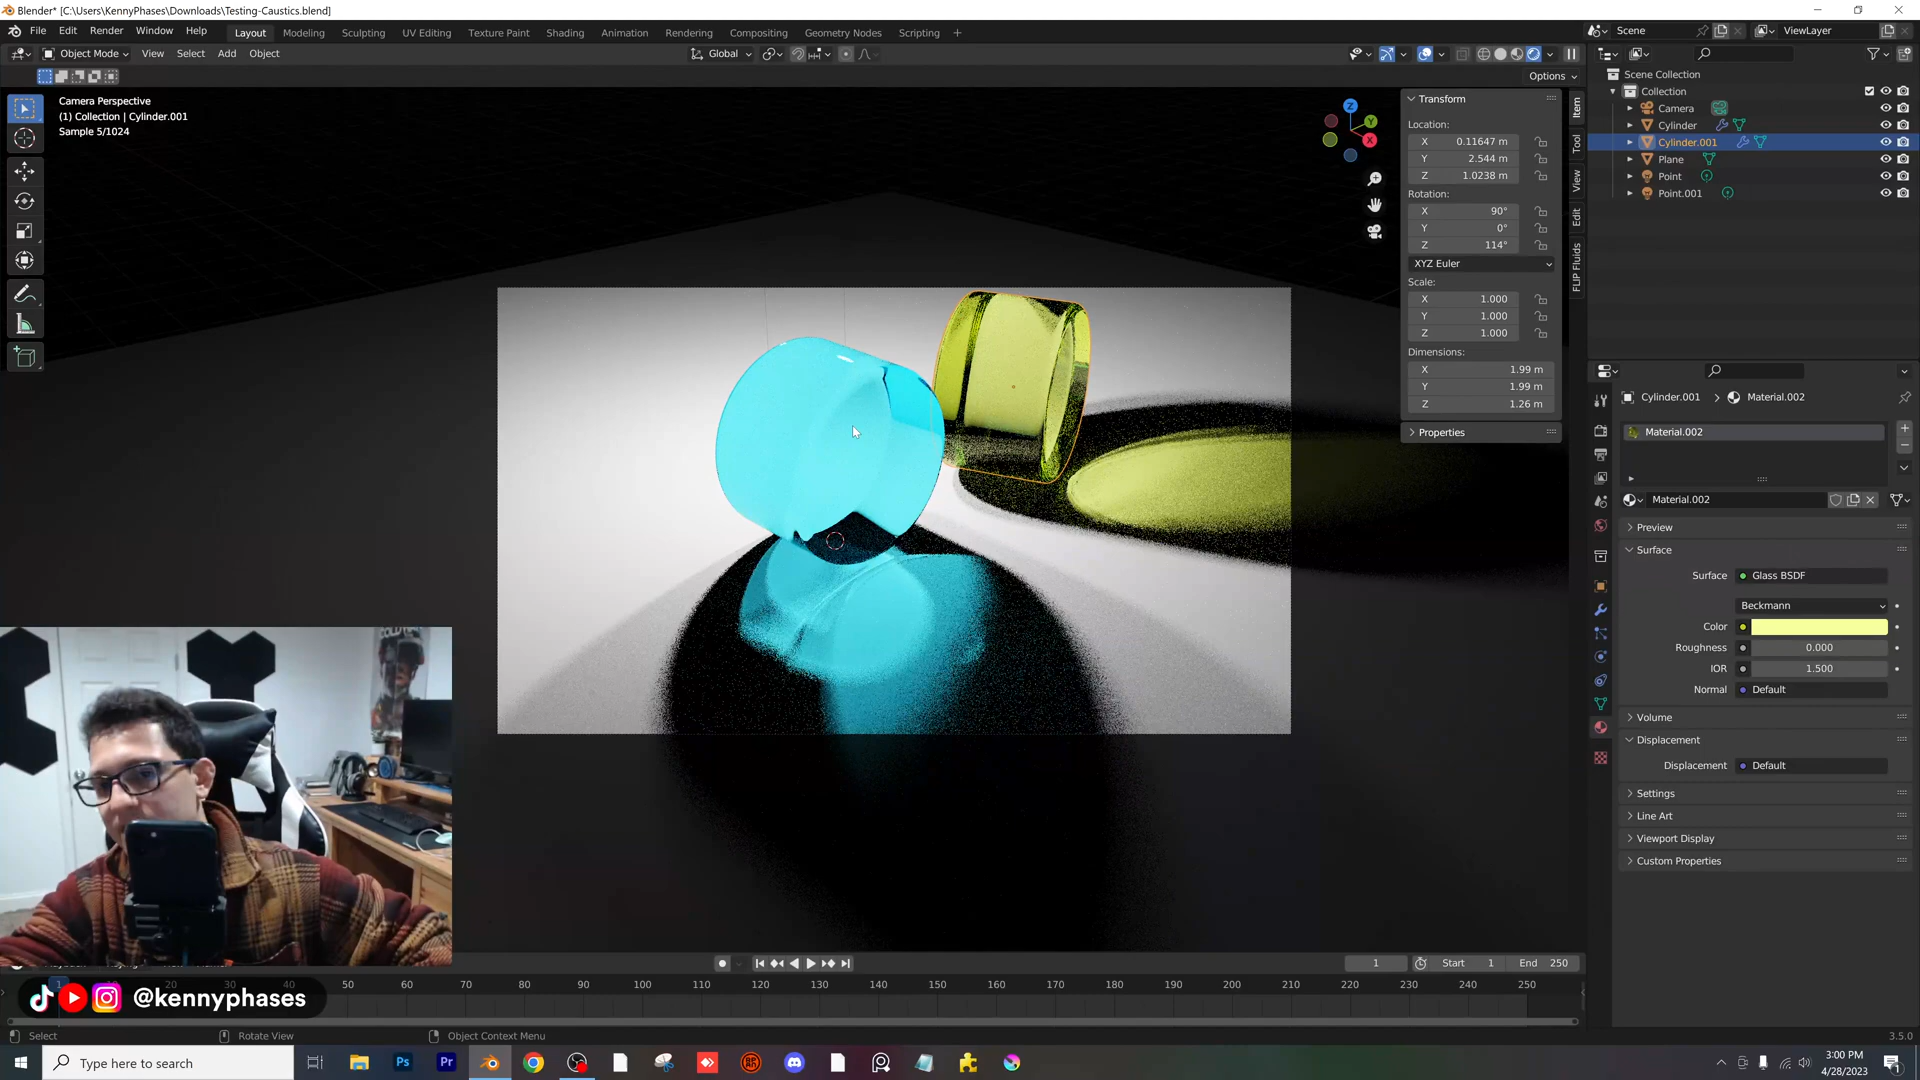 Blender* [C:\Users\KennyPhases\Downloads\Testing-Caustics.blend]
File Edit Render Window Help Layout Modeling Sculpting UV Editing Texture Paint Shading Animation Rendering Compositing Geometry Nodes Scripting + Scene ViewLayer
Object Mode View Select Add Object Global
Options
Camera Perspective
(1) Collection | Cylinder.001
Sample 5/1024
Z
Y
X
Transform
Location:
X 0.11647 m
Y 2.544 m
Z 1.0238 m
Rotation:
X 90°
Y 0°
Z 114°
XYZ Euler
Scale:
X 1.000
Y 1.000
Z 1.000
Dimensions:
X 1.99 m
Y 1.99 m
Z 1.26 m
Properties
Item
Tool
View
Edit
FLIP Fluids
Scene Collection
Collection
Camera
Cylinder
Cylinder.001
Plane
Point
Point.001
Cylinder.001 > Material.002
Material.002
Material.002
Preview
Surface
Surface Glass BSDF
Beckmann
Color
Roughness 0.000
IOR 1.500
Normal Default
Volume
Displacement
Displacement Default
Settings
Line Art
Viewport Display
Custom Properties
1 Start 1 End 250
1 20 30 40 50 60 70 80 90 100 110 120 130 140 150 160 170 180 190 200 210 220 230 240 250
@kennyphases
Select Rotate View Object Context Menu 3.5.0
Type here to search
Ps
Pr
3:00 PM
4/28/2023
1